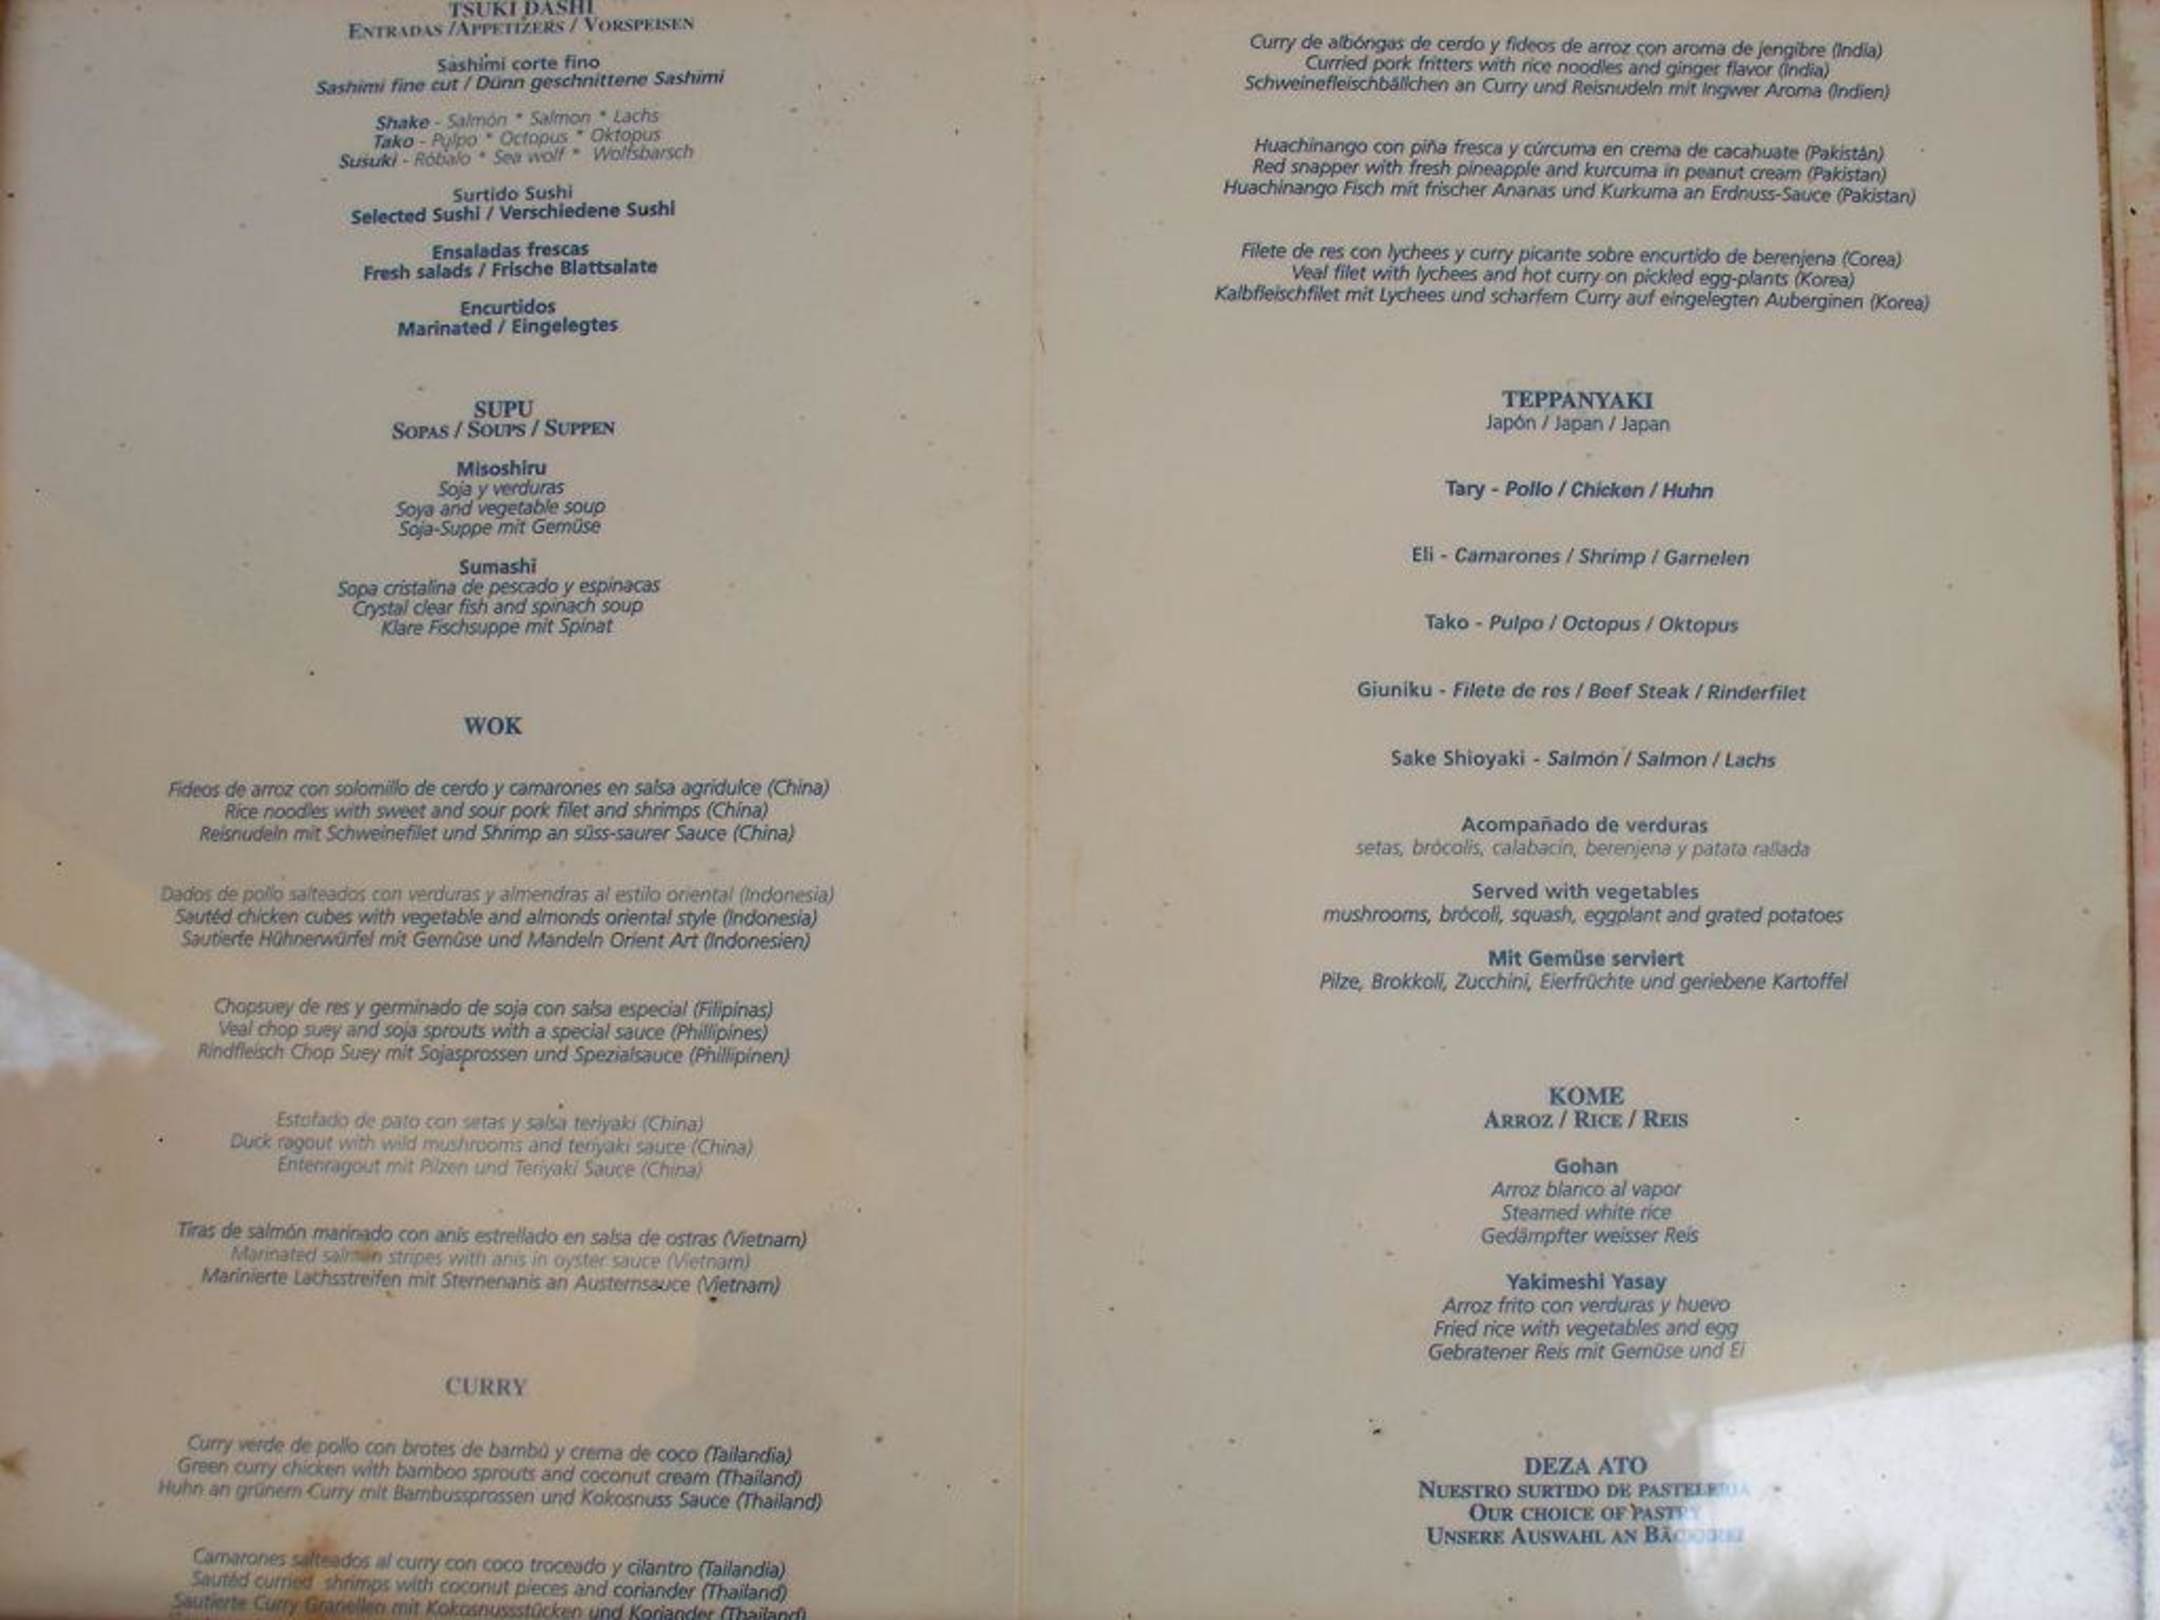 TSUKI DASHI
ENTRADAS / APPETIZERS / VORSPEISEN
Sashimi corte fino
Sashimi fine cut / Dünn geschnittene Sashimi
Shake - Salmón * Salmon * Lachs
Tako - Pulpo * Octopus * Oktopus
Susuki - Róbalo * Sea wolf * Wolfsbarsch
Surtido Sushi
Selected Sushi / Verschiedene Sushi
Ensaladas frescas
Fresh salads / Frische Blattsalate
Encurtidos
Marinated / Eingelegtes
SUPU
SOPAS / SOUPS / SUPPEN
Misoshiru
Soja y verduras
Soya and vegetable soup
Soja-Suppe mit Gemüse
Sumashi
Sopa cristalina de pescado y espinacas
Crystal clear fish and spinach soup
Klare Fischsuppe mit Spinat
WOK
Fideos de arroz con solomillo de cerdo y camarones en salsa agridulce (China)
Rice noodles with sweet and sour pork filet and shrimps (China)
Reisnudeln mit Schweinefilet und Shrimp an süss-saurer Sauce (China)
Dados de pollo salteados con verduras y almendras al estilo oriental (Indonesia)
Sautéd chicken cubes with vegetable and almonds oriental style (Indonesia)
Sautierte Hühnerwürfel mit Gemüse und Mandeln Orient Art (Indonesien)
Chopsuey de res y germinado de soja con salsa especial (Filipinas)
Veal chop suey and soja sprouts with a special sauce (Phillipines)
Rindfleisch Chop Suey mit Sojasprossen und Spezialsauce (Phillipinen)
Estofado de pato con setas y salsa teriyaki (China)
Duck ragout with wild mushrooms and teriyaki sauce (China)
Entenragout mit Pilzen und Teriyaki Sauce (China)
Tiras de salmón marinado con anís estrellado en salsa de ostras (Vietnam)
Marinated salmon stripes with anis in oyster sauce (Vietnam)
Marinierte Lachsstreifen mit Sternenanis an Austernsauce (Vietnam)
CURRY
Curry verde de pollo con brotes de bambú y crema de coco (Tailandia)
Green curry chicken with bamboo sprouts and coconut cream (Thailand)
Huhn an grünem Curry mit Bambussprossen und Kokosnuss Sauce (Thailand)
Camarones salteados al curry con coco troceado y cilantro (Tailandia)
Sautéd curried shrimps with coconut pieces and coriander (Thailand)
Sautierte Curry Granellen mit Kokosnussstücken und Koriander (Thailand)
Curry de albóngas de cerdo y fideos de arroz con aroma de jengibre (India)
Curried pork fritters with rice noodles and ginger flavor (India)
Schweinefleischbällchen an Curry und Reisnudeln mit Ingwer Aroma (Indien)
Huachinango con piña fresca y cúrcuma en crema de cacahuate (Pakistán)
Red snapper with fresh pineapple and kurcuma in peanut cream (Pakistan)
Huachinango Fisch mit frischer Ananas und Kurkuma an Erdnuss-Sauce (Pakistan)
Filete de res con lychees y curry picante sobre encurtido de berenjena (Corea)
Veal filet with lychees and hot curry on pickled egg-plants (Korea)
Kalbfleischfilet mit Lychees und scharfem Curry auf eingelegten Auberginen (Korea)
TEPPANYAKI
Japón / Japan / Japan
Tary - Pollo / Chicken / Huhn
Eli - Camarones / Shrimp / Garnelen
Tako - Pulpo / Octopus / Oktopus
Giuniku - Filete de res / Beef Steak / Rinderfilet
Sake Shioyaki - Salmón / Salmon / Lachs
Acompañado de verduras
setas, brócolis, calabacín, berenjena y patata rallada
Served with vegetables
mushrooms, brócoli, squash, eggplant and grated potatoes
Mit Gemüse serviert
Pilze, Brokkoli, Zucchini, Eierfrüchte und geriebene Kartoffel
KOME
ARROZ / RICE / REIS
Gohan
Arroz blanco al vapor
Steamed white rice
Gedämpfter weisser Reis
Yakimeshi Yasay
Arroz frito con verduras y huevo
Fried rice with vegetables and egg
Gebratener Reis mit Gemüse und Ei
DEZA ATO
NUESTRO SURTIDO DE PASTELERIA
OUR CHOICE OF PASTRY
UNSERE AUSWAHL AN BÄCKEREI